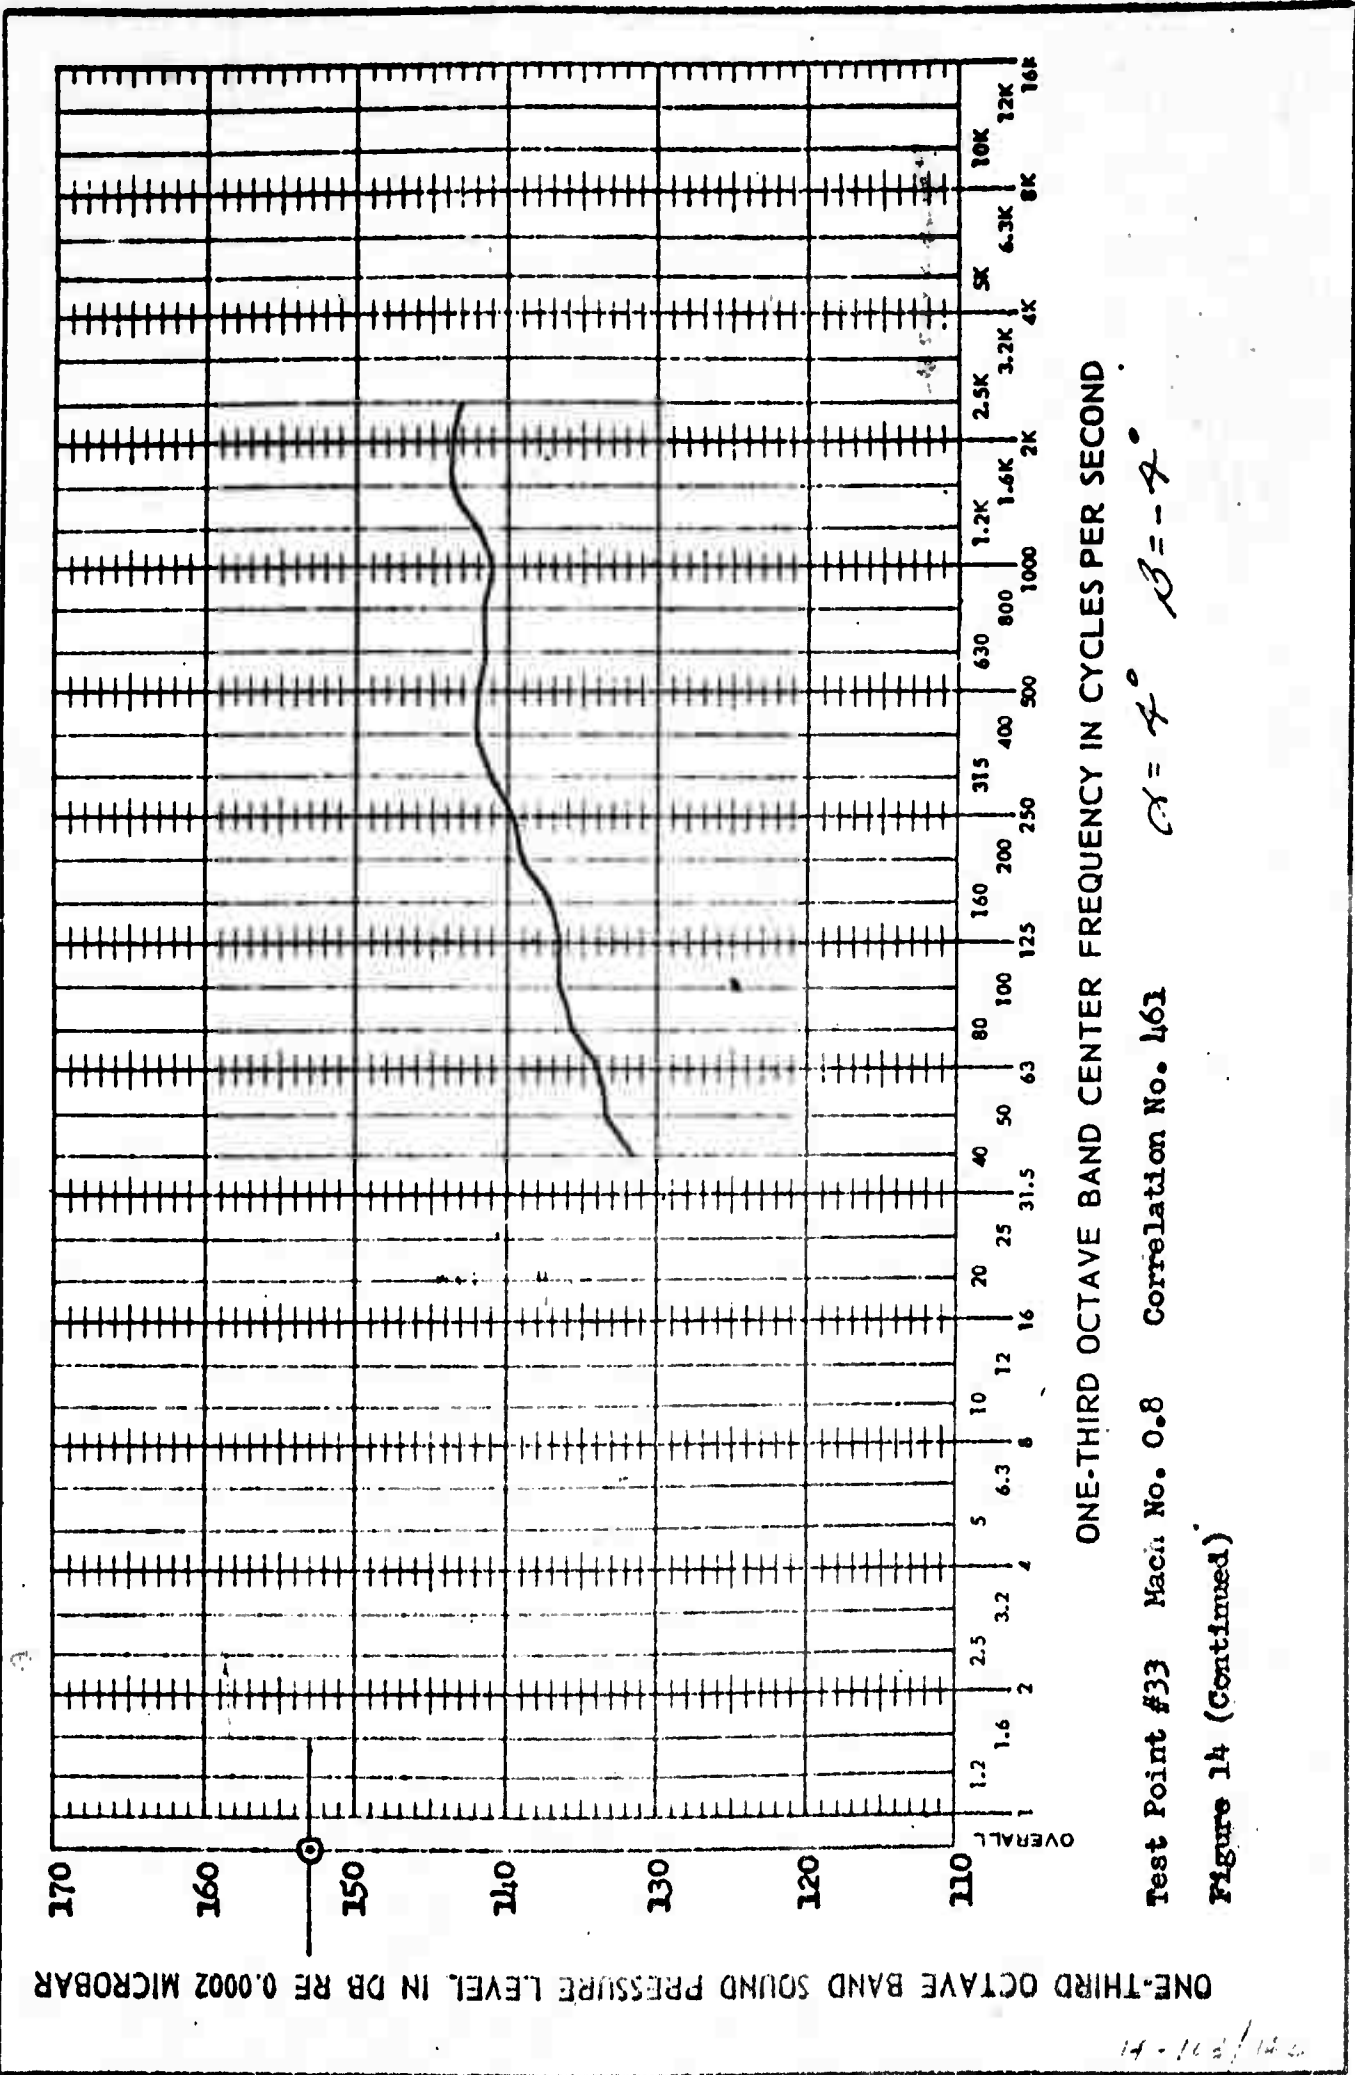 ONE-THIRD OCTAVE BAND SOUND PRESSURE LEVEL IN DB RE 0.0002 MICROBAR
170
160
150
140
130
120
110
OVERALL
1
1.2
1.6
2
2.5
3.2
4
5
6.3
8
10
12
16
20
25
31.5
40
50
63
80
100
125
160
200
250
315
400
500
630
800
1000
1.2K
1.6K
2K
2.5K
3.2K
4K
5K
6.3K
8K
10K
12K
16K
ONE-THIRD OCTAVE BAND CENTER FREQUENCY IN CYCLES PER SECOND
Test Point #33 Mach No. 0.8 Correlation No. 461 α = 4° β = -4°
Figure 14 (Continued)